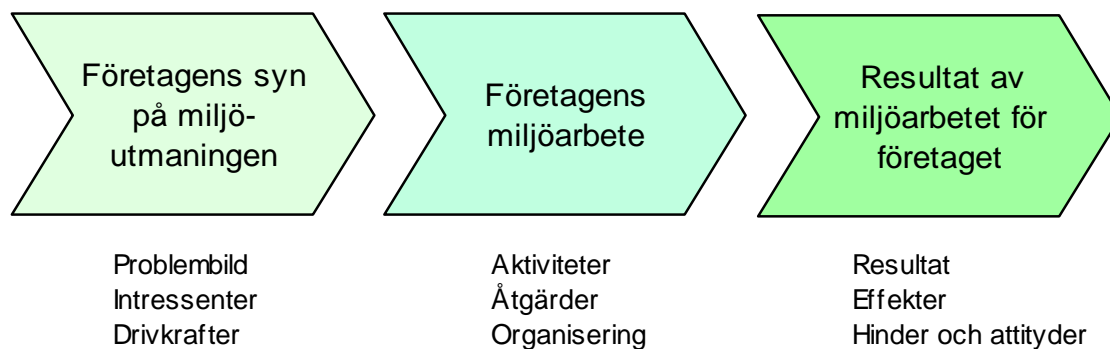 Företagens syn
på miljö-
utmaningen
Företagens
miljöarbete
Resultat av
miljöarbetet för
företaget
Problembild
Intressenter
Drivkrafter
Aktiviteter
Åtgärder
Organisering
Resultat
Effekter
Hinder och attityder